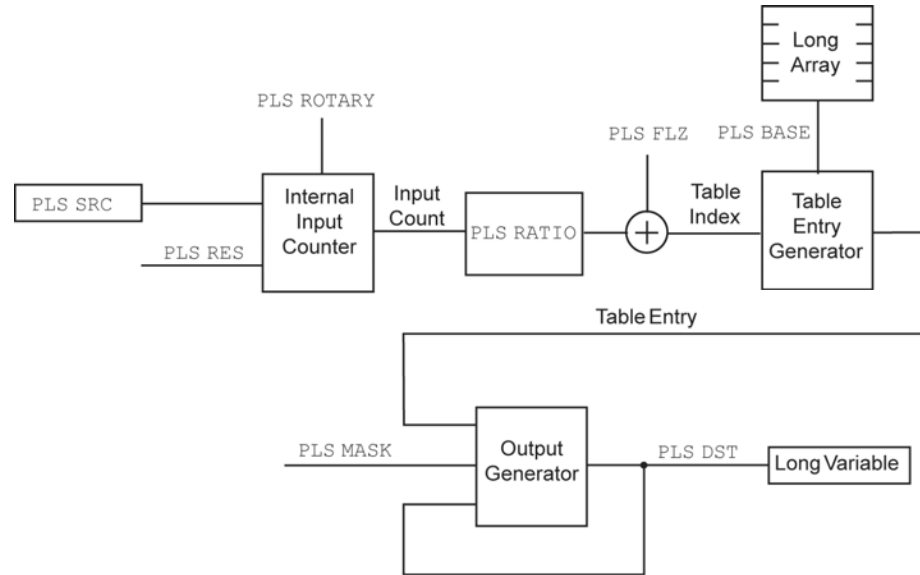 Long
Array
PLS ROTARY
PLS FLZ
PLS BASE
PLS SRC
Internal
Input
Counter
Input
Count
PLS RATIO
Table
Index
Table
Entry
Generator
PLS RES
Table Entry
PLS MASK
Output
Generator
PLS DST
Long Variable